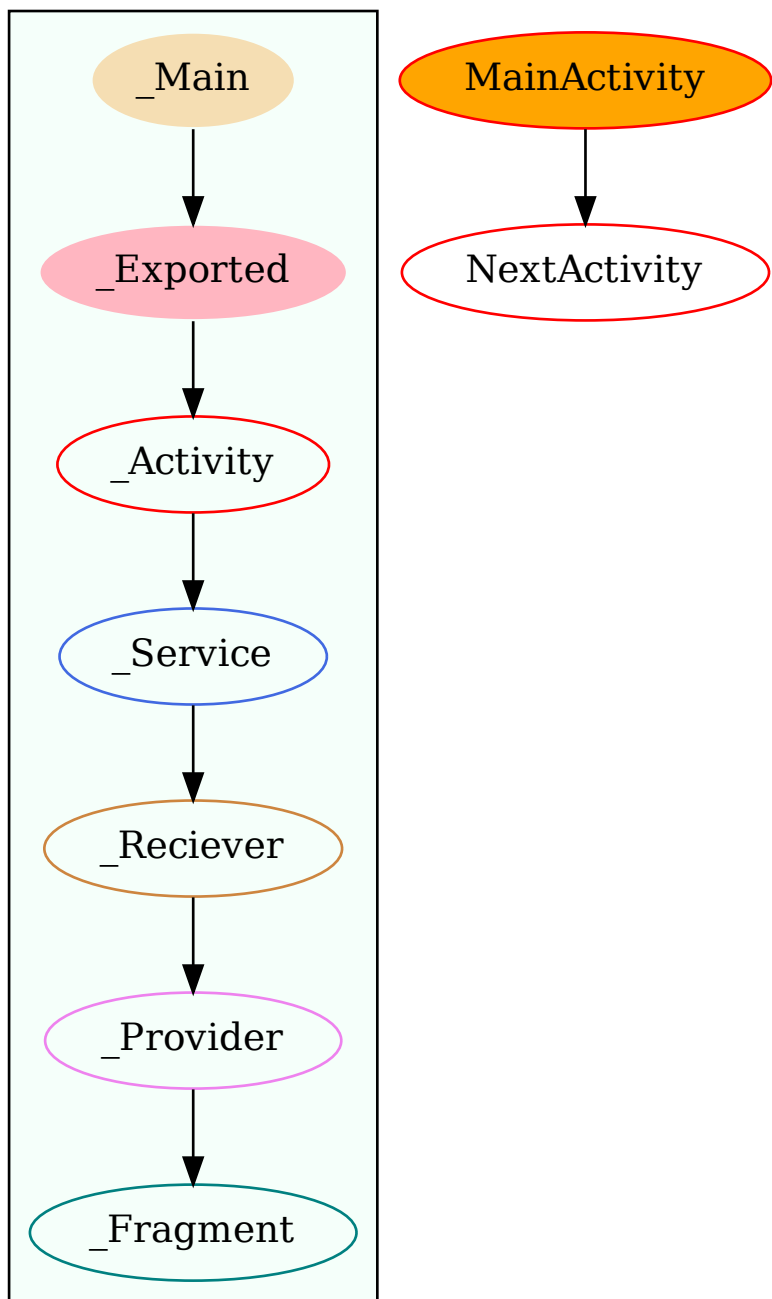 _Main
_Exported
_Activity
_Service
_Reciever
_Provider
_Fragment
MainActivity
NextActivity